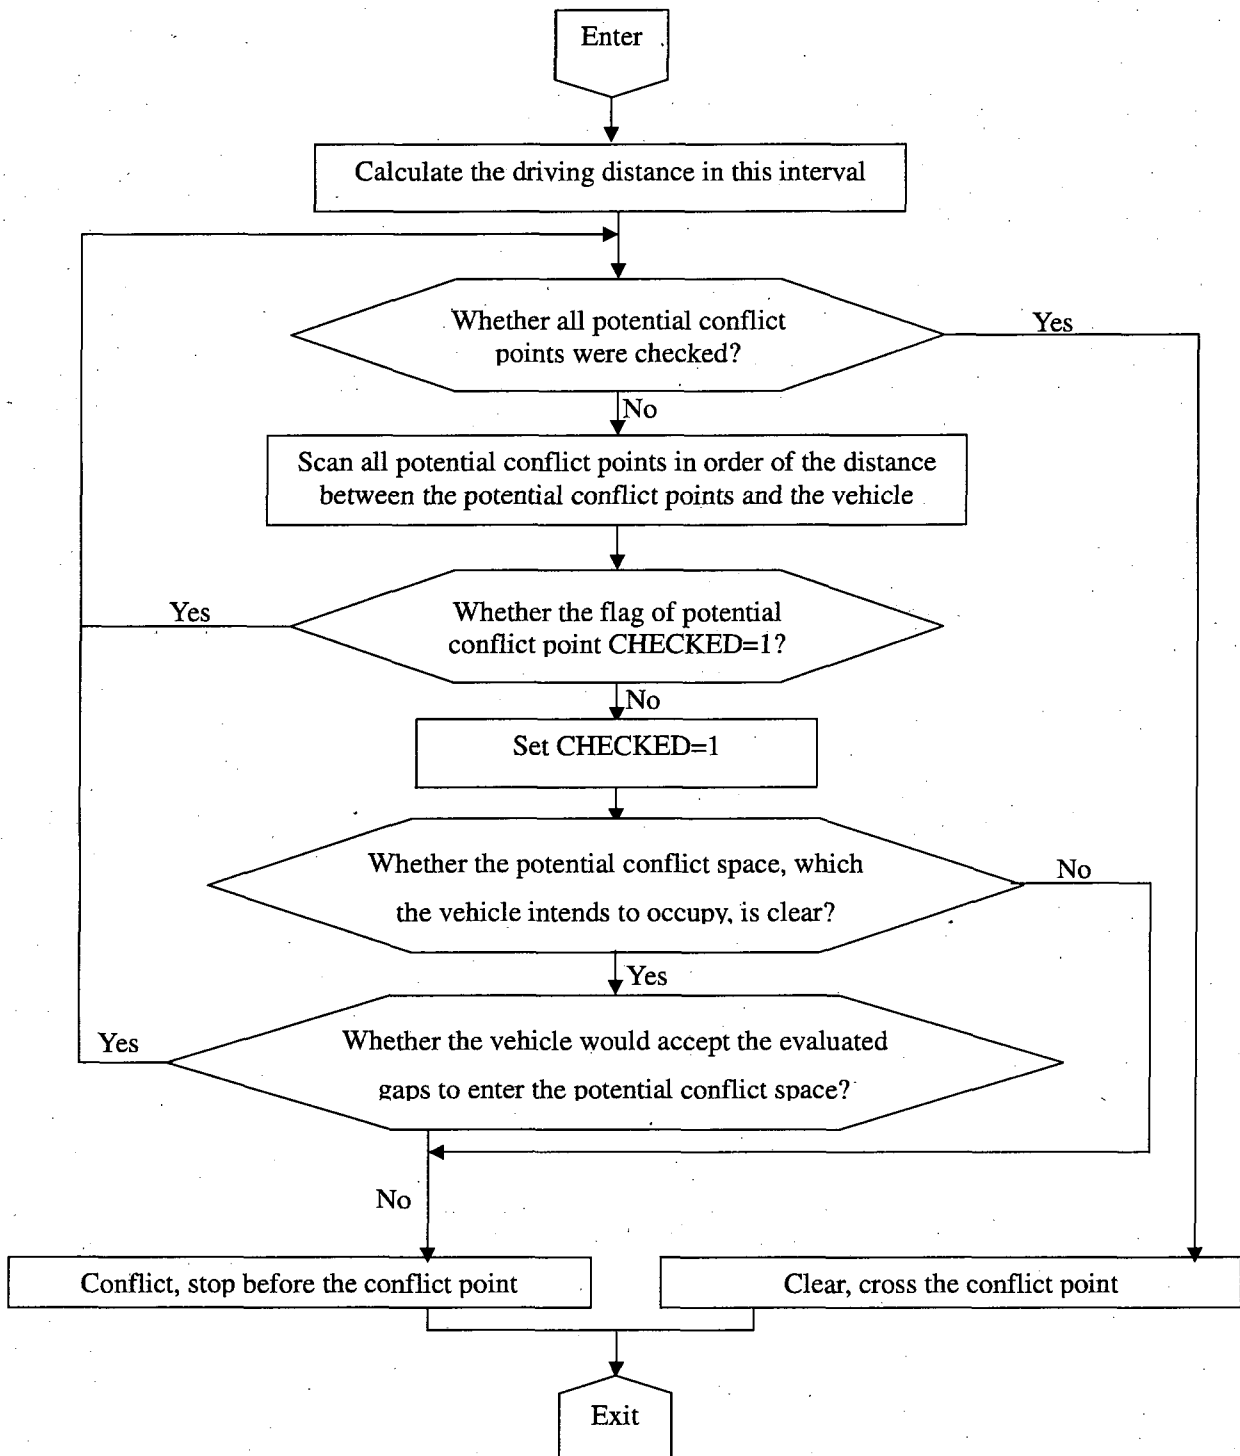 Enter
Calculate the driving distance in this interval
Whether all potential conflict
points were checked?
Yes
No
Scan all potential conflict points in order of the distance
between the potential conflict points and the vehicle
Whether the flag of potential
conflict point CHECKED=1?
Yes
No
Set CHECKED=1
Whether the potential conflict space, which
the vehicle intends to occupy, is clear?
No
Yes
Whether the vehicle would accept the evaluated
gaps to enter the potential conflict space?
Yes
No
Conflict, stop before the conflict point
Clear, cross the conflict point
Exit